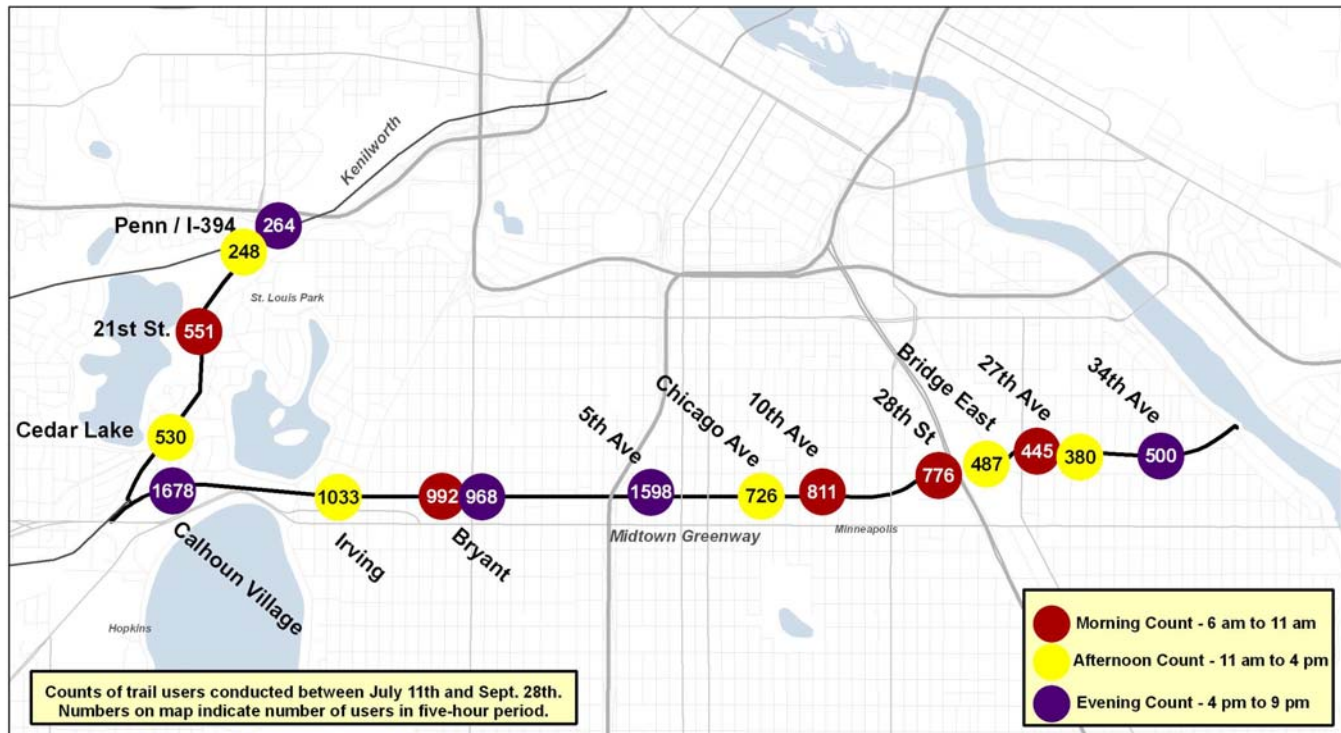 Kenilworth
Penn / I-394
264
248
St. Louis Park
21st St.
551
Cedar Lake
530
1678
Calhoun Village
1033
Irving
992
968
Bryant
5th Ave
1598
Midtown Greenway
Chicago Ave
726
10th Ave
811
Minneapolis
28th St
776
Bridge East
487
27th Ave
445
380
34th Ave
500
Hopkins
Counts of trail users conducted between July 11th and Sept. 28th.
Numbers on map indicate number of users in five-hour period.
Morning Count - 6 am to 11 am
Afternoon Count - 11 am to 4 pm
Evening Count - 4 pm to 9 pm